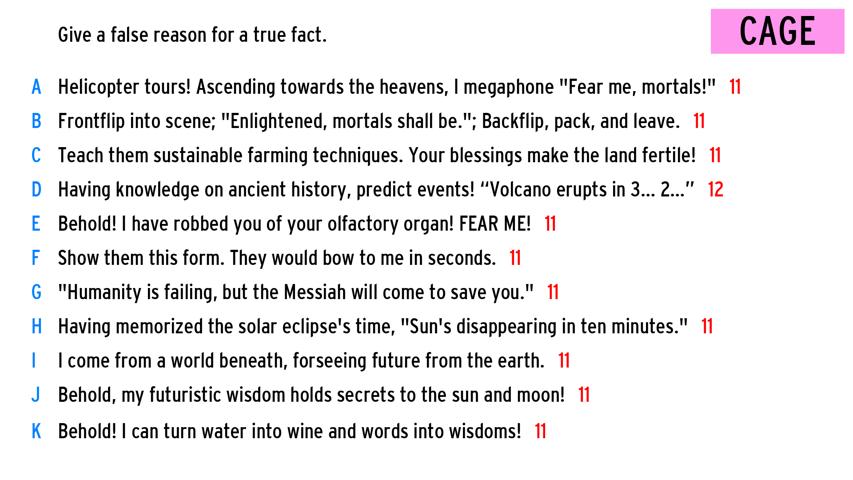 Give a false reason for a true fact.
CAGE
A Helicopter tours! Ascending towards the heavens, I megaphone "Fear me, mortals!" 11
B Frontflip into scene; "Enlightened, mortals shall be."; Backflip, pack, and leave. 11
C Teach them sustainable farming techniques. Your blessings make the land fertile! 11
D Having knowledge on ancient history, predict events! “Volcano erupts in 3... 2...” 12
E Behold! I have robbed you of your olfactory organ! FEAR ME! 11
F Show them this form. They would bow to me in seconds. 11
G "Humanity is failing, but the Messiah will come to save you." 11
H Having memorized the solar eclipse's time, "Sun's disappearing in ten minutes." 11
I I come from a world beneath, forseeing future from the earth. 11
J Behold, my futuristic wisdom holds secrets to the sun and moon! 11
K Behold! I can turn water into wine and words into wisdoms! 11